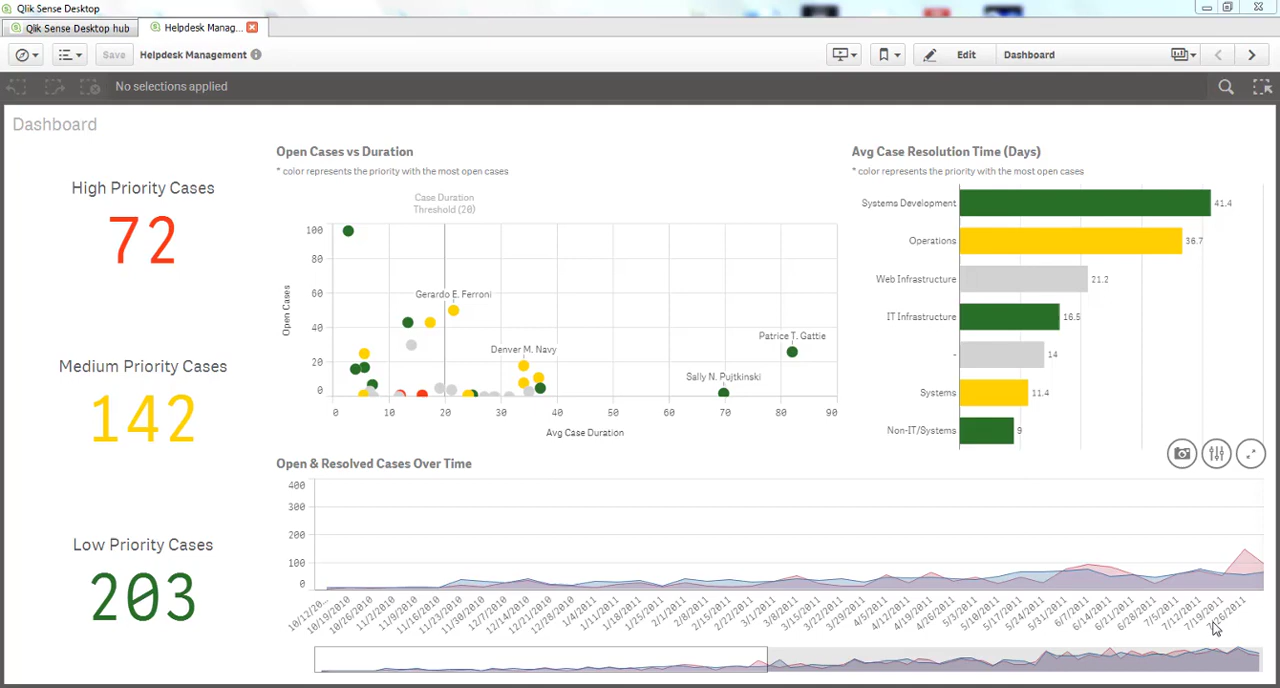 Qlik Sense Desktop
Qlik Sense Desktop hub
Helpdesk Manag...
Save
Helpdesk Management
Edit
Dashboard
No selections applied
Dashboard
High Priority Cases
72
Medium Priority Cases
142
Low Priority Cases
203
Open Cases vs Duration
* color represents the priority with the most open cases
Case Duration
Threshold (20)
Open Cases
100
80
60
40
20
0
Gerardo E. Ferroni
Denver M. Navy
Patrice T. Gattie
Sally N. Pujtkinski
0 10 20 30 40 50 60 70 80 90
Avg Case Duration
Avg Case Resolution Time (Days)
* color represents the priority with the most open cases
Systems Development 41.4
Operations 36.7
Web Infrastructure 21.2
IT Infrastructure 16.5
- 14
Systems 11.4
Non-IT/Systems 9
Open & Resolved Cases Over Time
400
300
200
100
0
10/12/20... 10/19/2010 10/26/2010 11/2/2010 11/9/2010 11/16/2010 11/23/2010 11/30/2010 12/7/2010 12/14/2010 12/21/2010 12/28/2010 1/4/2011 1/11/2011 1/18/2011 1/25/2011 2/1/2011 2/8/2011 2/15/2011 2/22/2011 3/1/2011 3/8/2011 3/15/2011 3/22/2011 3/29/2011 4/5/2011 4/12/2011 4/19/2011 4/26/2011 5/3/2011 5/10/2011 5/17/2011 5/24/2011 5/31/2011 6/7/2011 6/14/2011 6/21/2011 6/28/2011 7/5/2011 7/12/2011 7/19/2011 7/26/2011